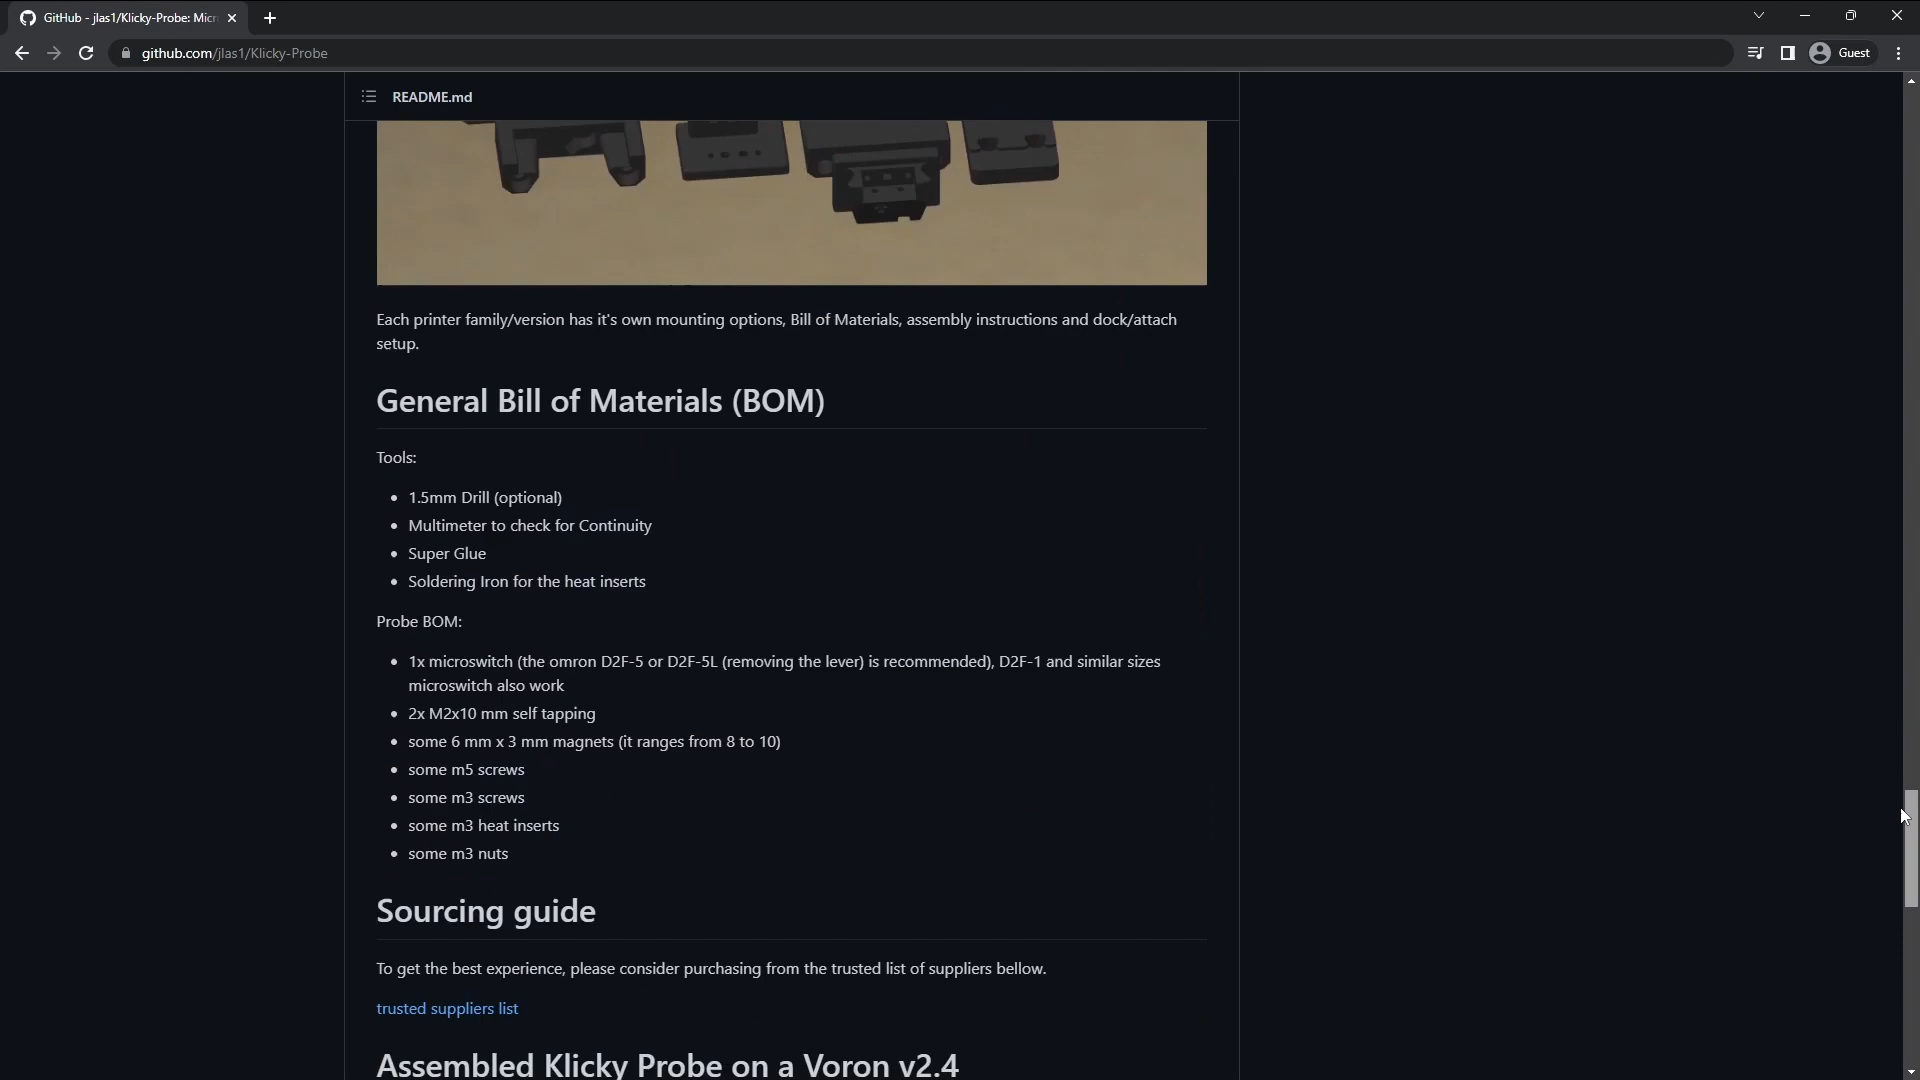 GitHub - jlas1/Klicky-Probe: Micr
github.com/jlas1/Klicky-Probe
Guest
README.md
Each printer family/version has it's own mounting options, Bill of Materials, assembly instructions and dock/attach
setup.
General Bill of Materials (BOM)
Tools:
• 1.5mm Drill (optional)
• Multimeter to check for Continuity
• Super Glue
• Soldering Iron for the heat inserts
Probe BOM:
• 1x microswitch (the omron D2F-5 or D2F-5L (removing the lever) is recommended), D2F-1 and similar sizes
microswitch also work
• 2x M2x10 mm self tapping
• some 6 mm x 3 mm magnets (it ranges from 8 to 10)
• some m5 screws
• some m3 screws
• some m3 heat inserts
• some m3 nuts
Sourcing guide
To get the best experience, please consider purchasing from the trusted list of suppliers bellow.
trusted suppliers list
Assembled Klicky Probe on a Voron v2.4